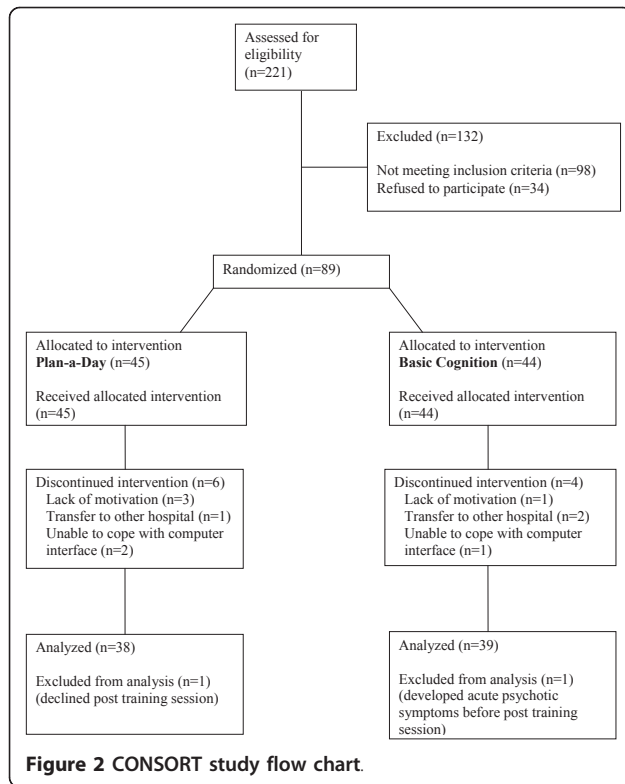 Assessed for
eligibility
(n=221)
Excluded (n=132)
Not meeting inclusion criteria (n=98)
Refused to participate (n=34)
Randomized (n=89)
Allocated to intervention
Plan-a-Day (n=45)
Received allocated intervention
(n=45)
Allocated to intervention
Basic Cognition (n=44)
Received allocated intervention
(n=44)
Discontinued intervention (n=6)
Lack of motivation (n=3)
Transfer to other hospital (n=1)
Unable to cope with computer
interface (n=2)
Discontinued intervention (n=4)
Lack of motivation (n=1)
Transfer to other hospital (n=2)
Unable to cope with computer
interface (n=1)
Analyzed (n=38)
Excluded from analysis (n=1)
(declined post training session)
Analyzed (n=39)
Excluded from analysis (n=1)
(developed acute psychotic
symptoms before post training
session)
Figure 2 CONSORT study flow chart.